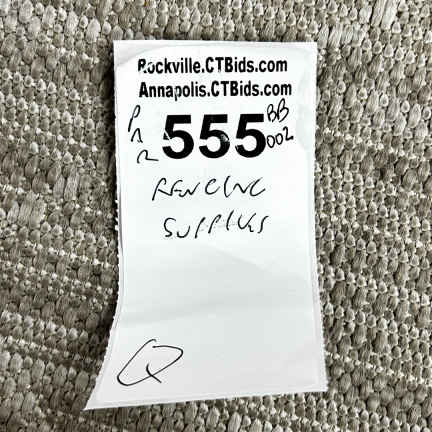 Rockville.CTBids.com
Annapolis.CTBids.com
555 BB 002
FENCING
SUPPLIES